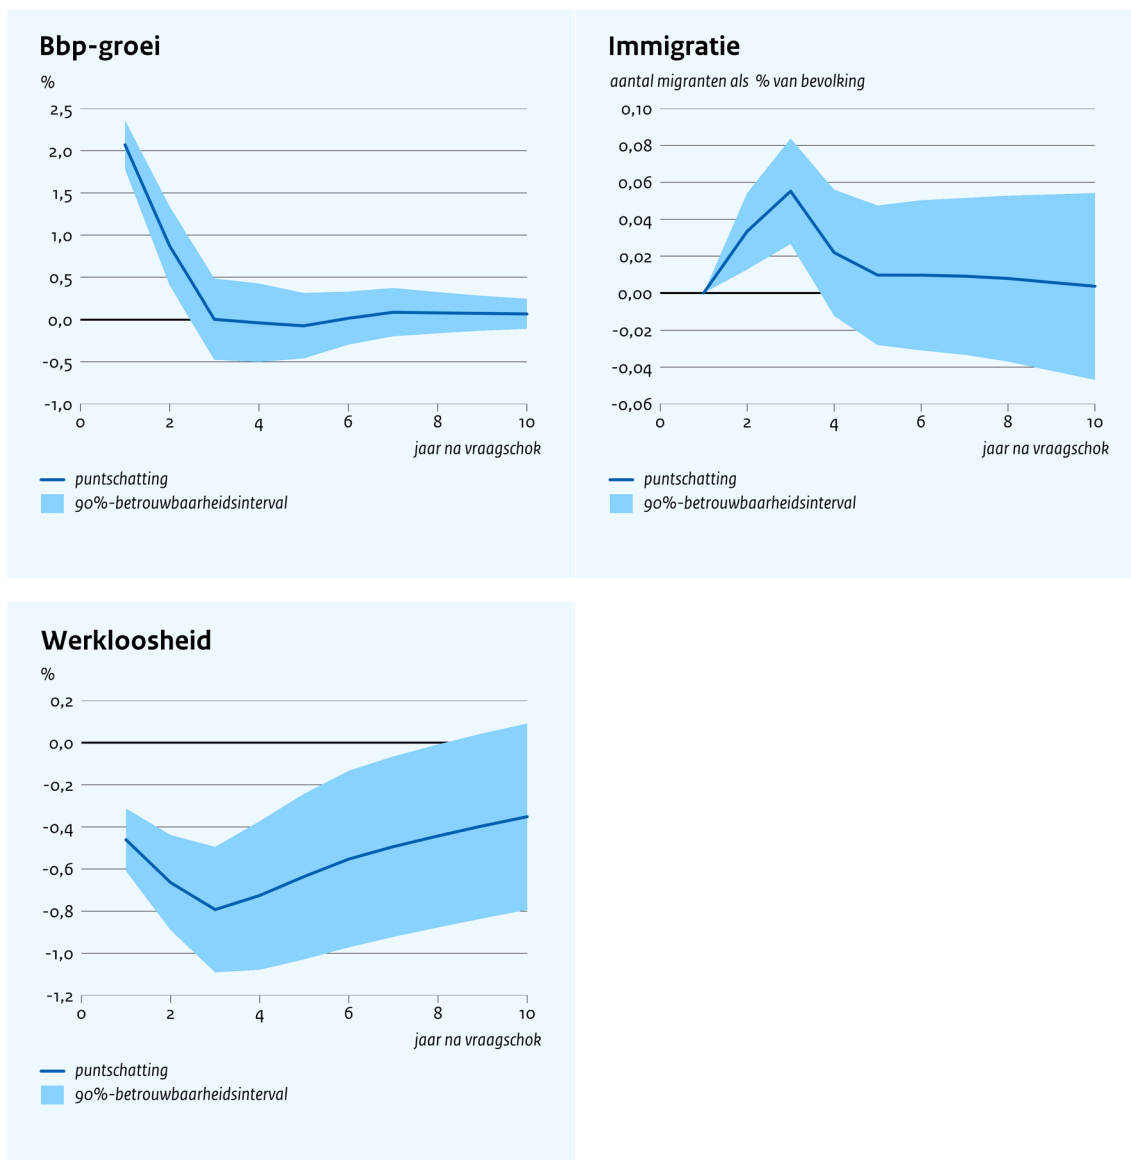 Bbp-groei
%
2,5
2,0
1,5
1,0
0,5
0,0
-0,5
-1,0
0 2 4 6 8 10
jaar na vraagschok
puntschatting
90%-betrouwbaarheidsinterval
Immigratie
aantal migranten als % van bevolking
0,10
0,08
0,06
0,04
0,02
0,00
-0,02
-0,04
-0,06
0 2 4 6 8 10
jaar na vraagschok
puntschatting
90%-betrouwbaarheidsinterval
Werkloosheid
%
0,2
0,0
-0,2
-0,4
-0,6
-0,8
-1,0
-1,2
0 2 4 6 8 10
jaar na vraagschok
puntschatting
90%-betrouwbaarheidsinterval